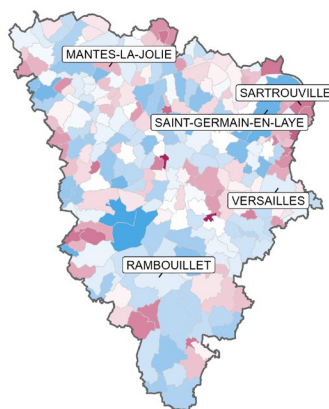 MANTES-LA-JOLIE
SARTROUVILLE
SAINT-GERMAIN-EN-LAYE
VERSAILLES
RAMBOUILLET